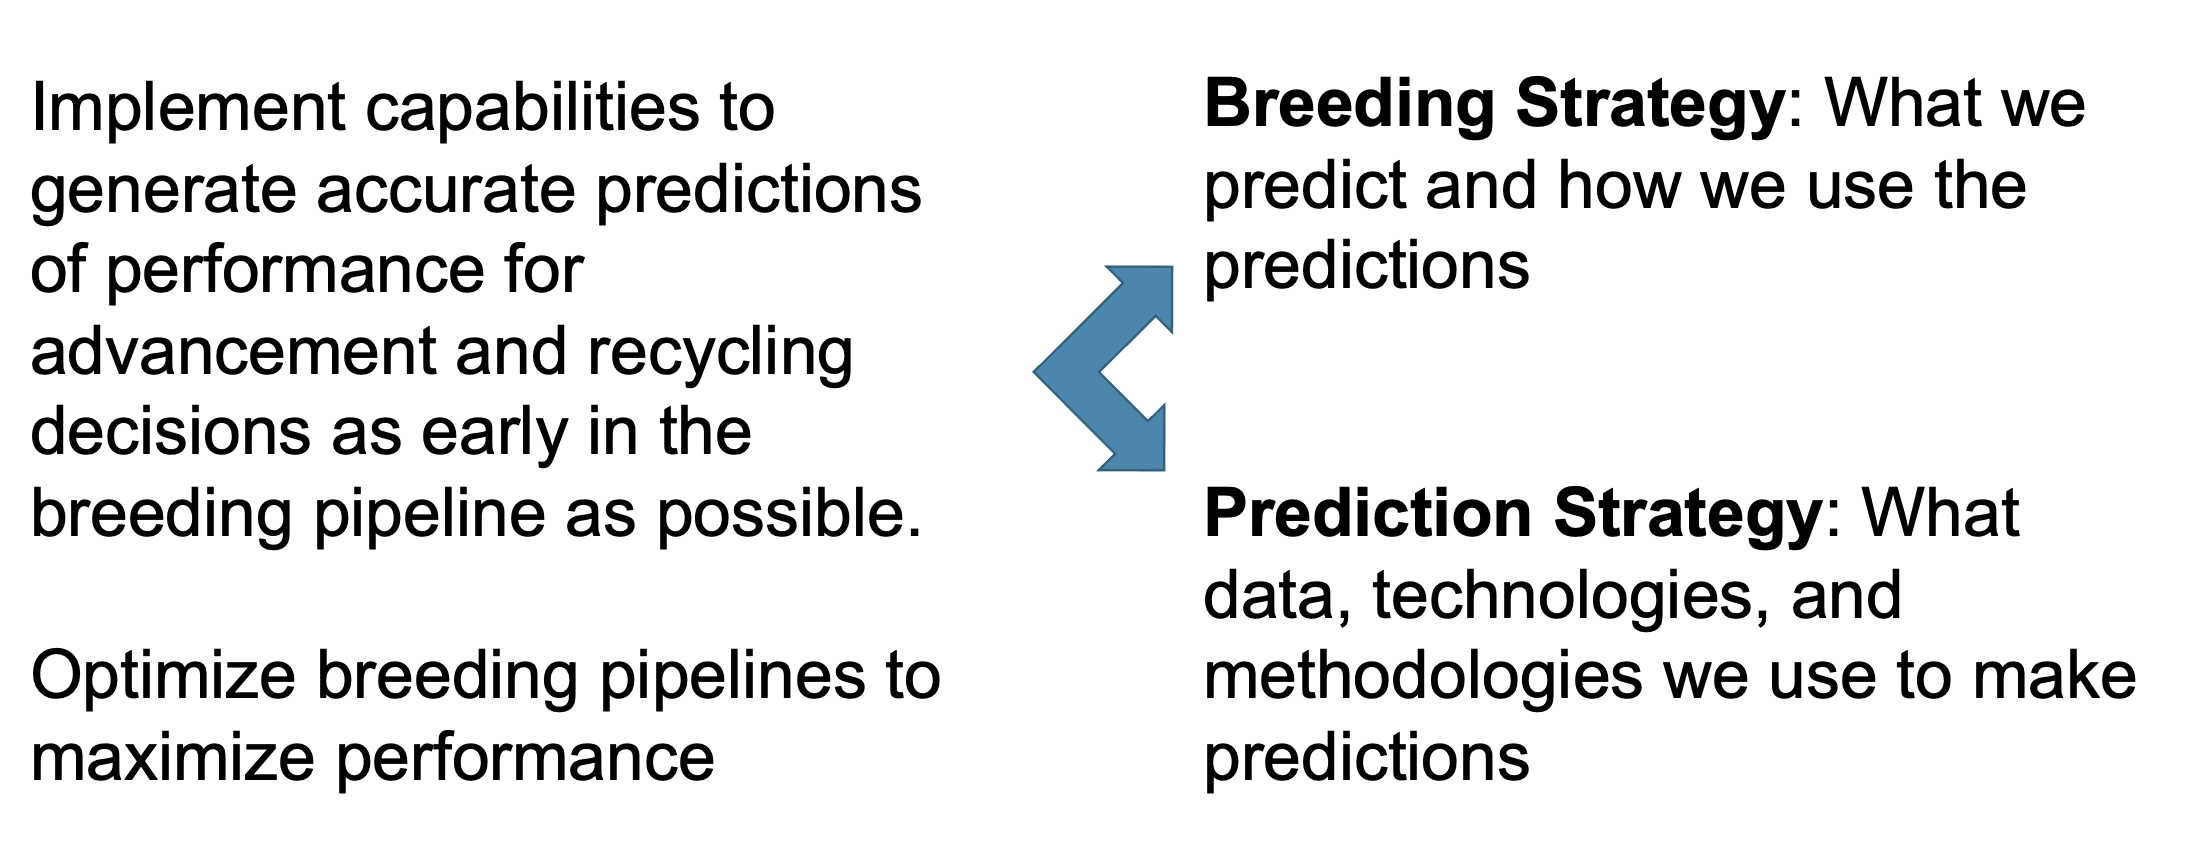 Implement capabilities to
generate accurate predictions
of performance for
advancement and recycling
decisions as early in the
breeding pipeline as possible.
Optimize breeding pipelines to
maximize performance
Breeding Strategy: What we
predict and how we use the
predictions
Prediction Strategy: What
data, technologies, and
methodologies we use to make
predictions